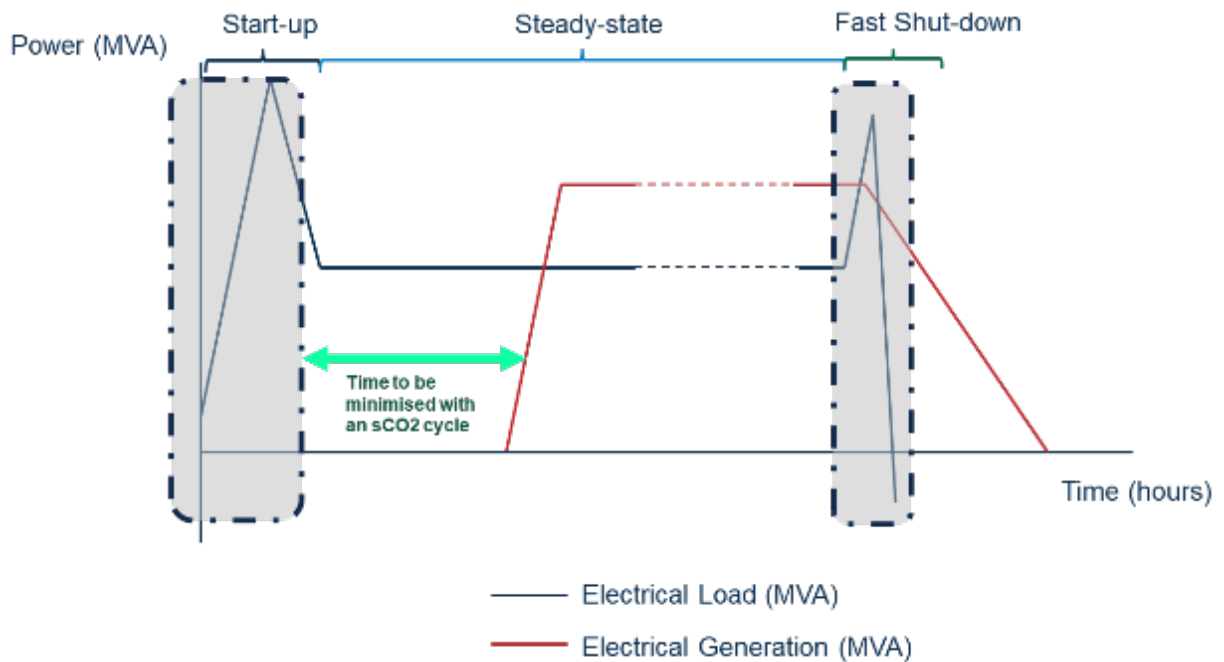 Start-up
Steady-state
Fast Shut-down
Power (MVA)
Time to be
minimised with
an sCO2 cycle
Time (hours)
Electrical Load (MVA)
Electrical Generation (MVA)